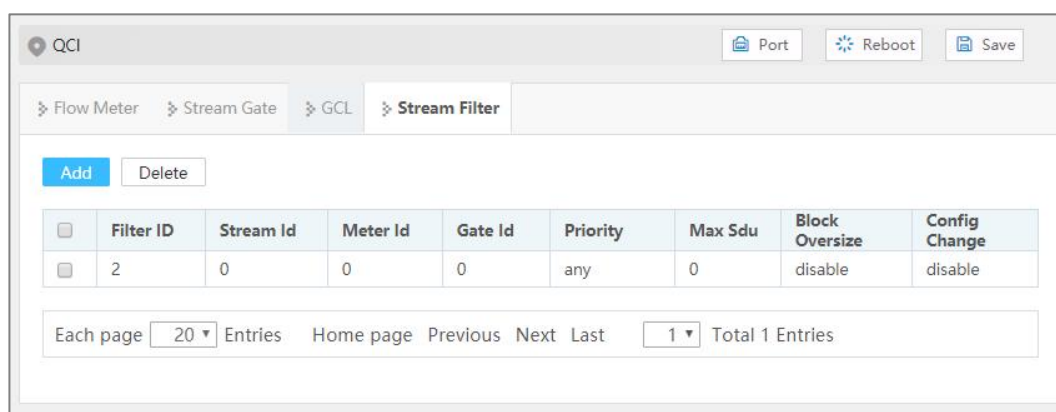 QCI Port Reboot Save
Flow Meter Stream Gate GCL Stream Filter
Add Delete
Filter ID Stream Id Meter Id Gate Id Priority Max Sdu Block Oversize Config Change
2 0 0 0 any 0 disable disable
Each page 20 Entries Home page Previous Next Last 1 Total 1 Entries